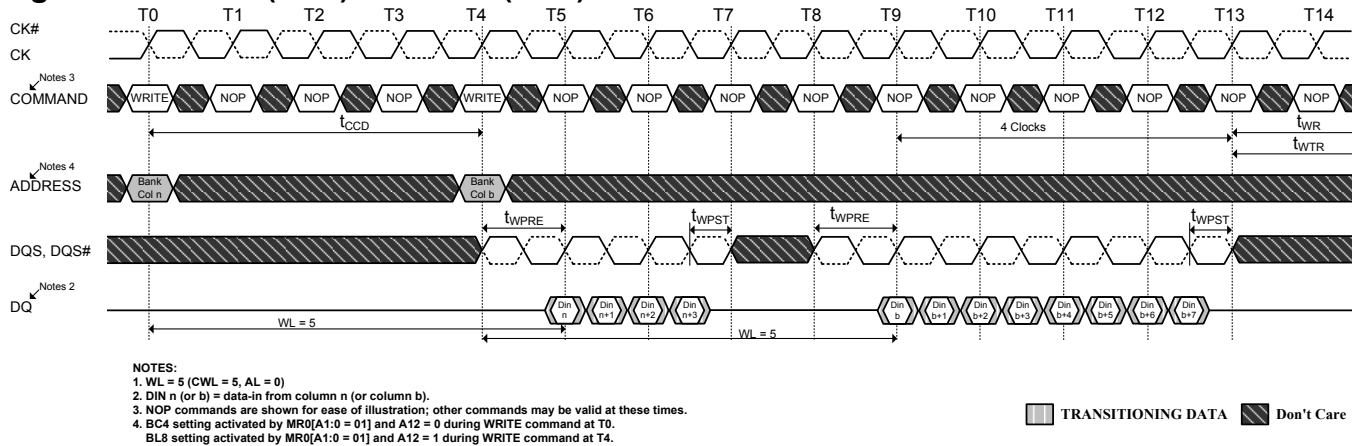 T0 T1 T2 T3 T4 T5 T6 T7 T8 T9 T10 T11 T12 T13 T14
CK#
CK
Notes 3
COMMAND
WRITE NOP NOP NOP WRITE NOP NOP NOP NOP NOP NOP NOP NOP NOP NOP
tCCD
4 Clocks
tWR
tWTR
Notes 4
ADDRESS
Bank
Col n
Bank
Col b
tWPRE tWPST tWPRE tWPST
DQS, DQS#
Notes 2
DQ
Din n Din n+1 Din n+2 Din n+3 Din b Din b+1 Din b+2 Din b+3 Din b+4 Din b+5 Din b+6 Din b+7
WL = 5
WL = 5
NOTES:
1. WL = 5 (CWL = 5, AL = 0)
2. DIN n (or b) = data-in from column n (or column b).
3. NOP commands are shown for ease of illustration; other commands may be valid at these times.
4. BC4 setting activated by MR0[A1:0 = 01] and A12 = 0 during WRITE command at T0.
BL8 setting activated by MR0[A1:0 = 01] and A12 = 1 during WRITE command at T4.
TRANSITIONING DATA
Don't Care